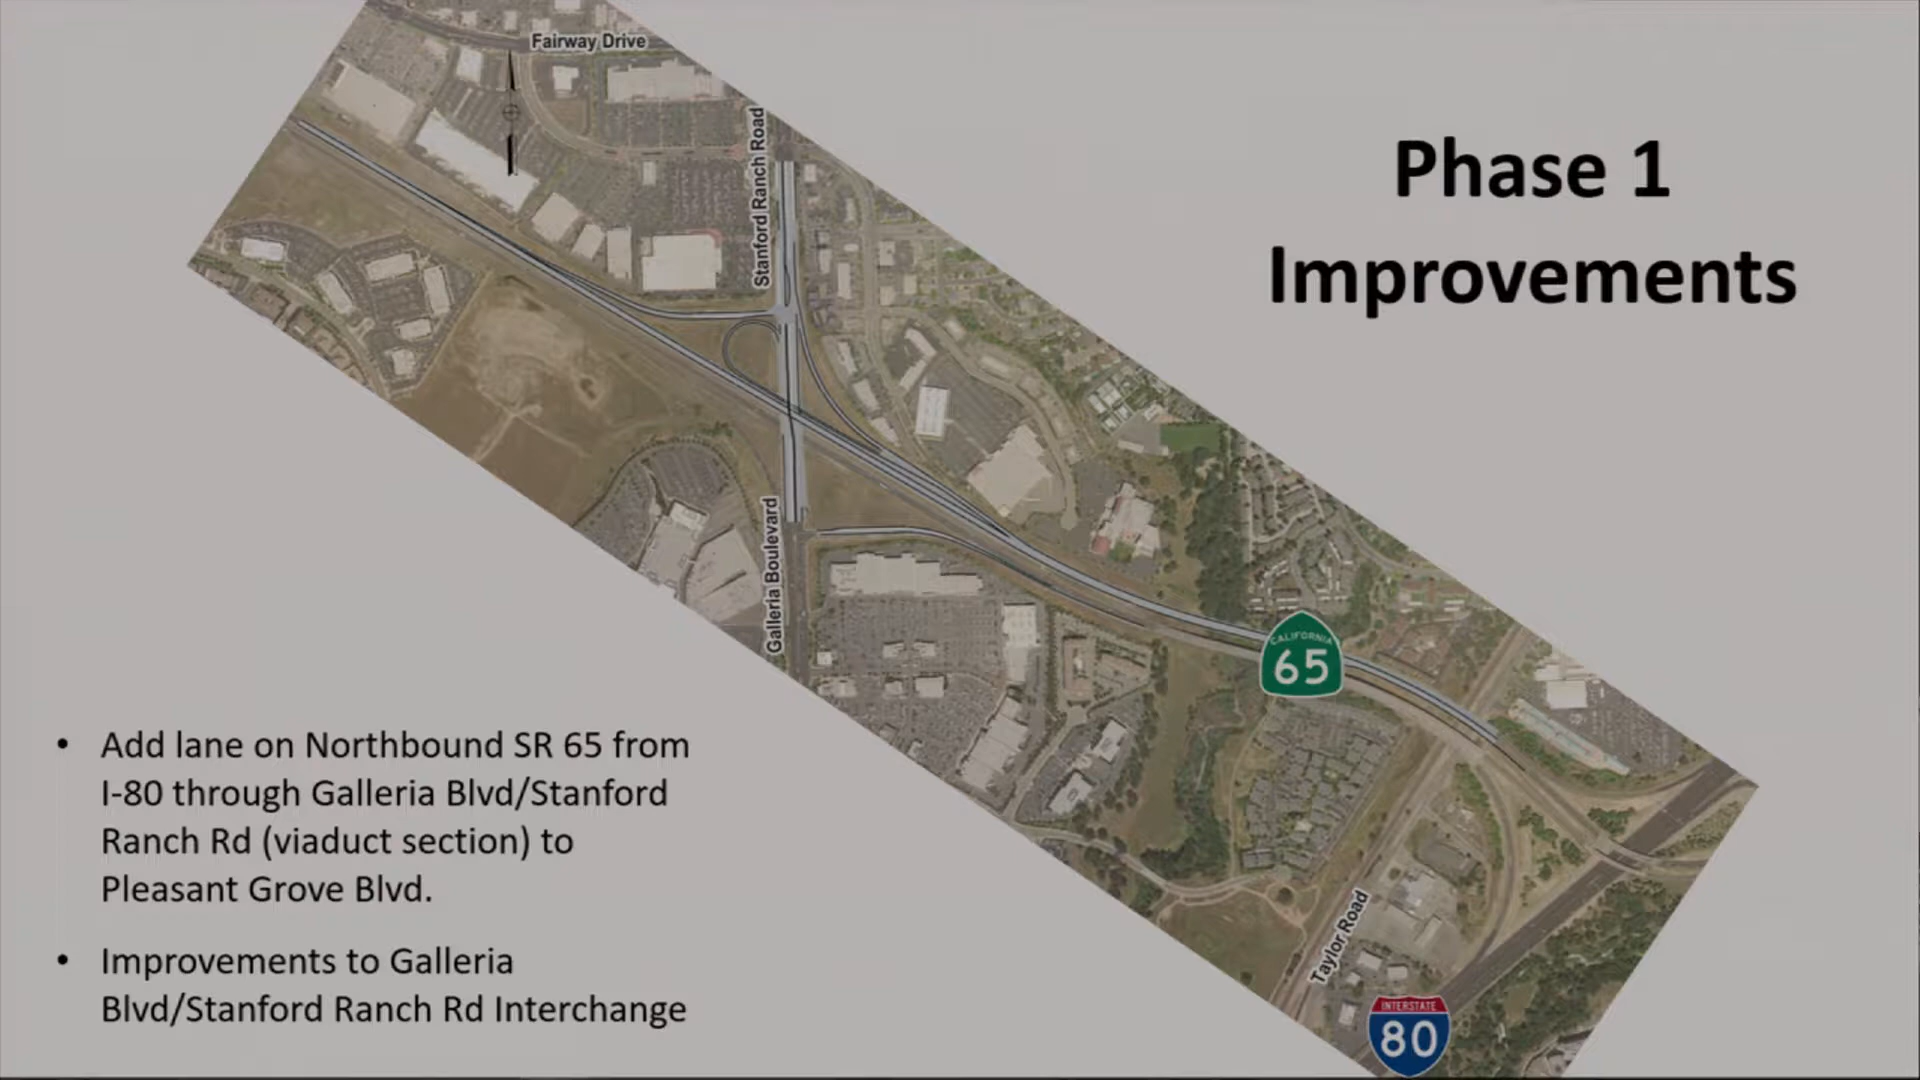 Fairway Drive
Stanford Ranch Road
Phase 1
Improvements
Galleria Boulevard
CALIFORNIA
65
• Add lane on Northbound SR 65 from
I-80 through Galleria Blvd/Stanford
Ranch Rd (viaduct section) to
Pleasant Grove Blvd.
• Improvements to Galleria
Blvd/Stanford Ranch Rd Interchange
Taylor Road
INTERSTATE
80